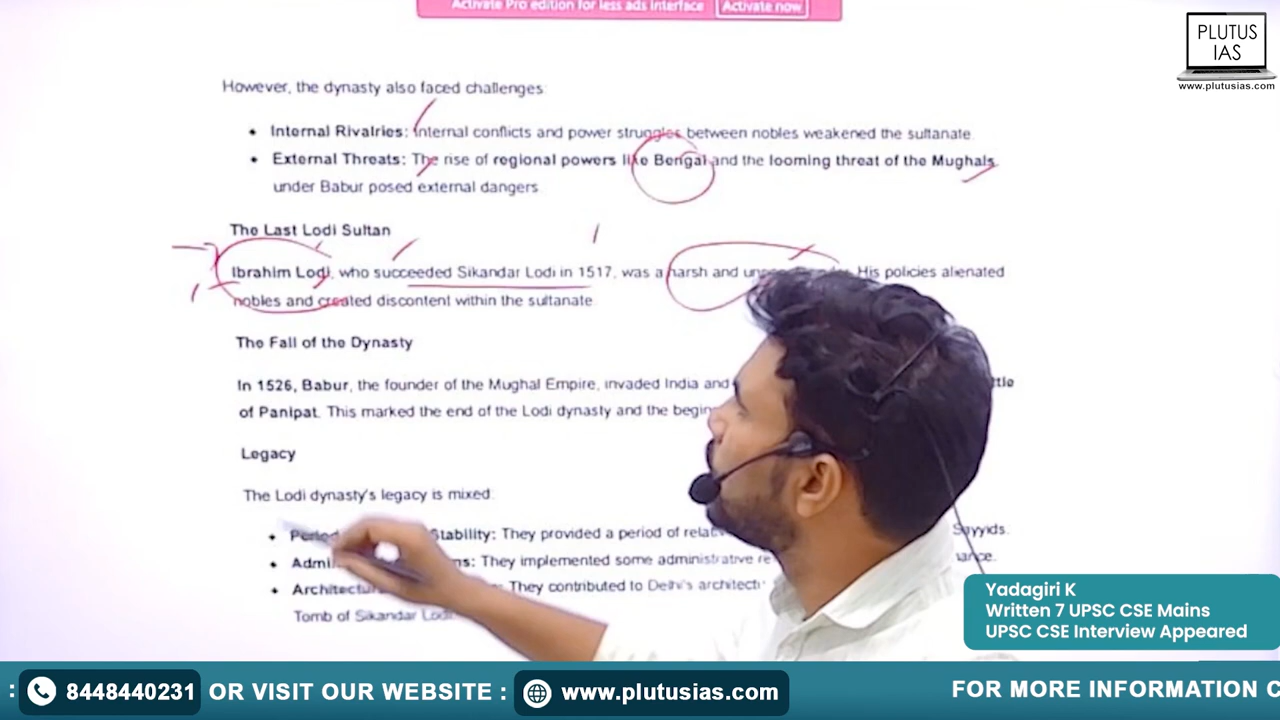 Activate Pro edition for less ads interface Activate now
PLUTUS
IAS
www.plutusias.com
However, the dynasty also faced challenges:
• Internal Rivalries: Internal conflicts and power struggles between nobles weakened the sultanate.
• External Threats: The rise of regional powers like Bengal and the looming threat of the Mughals
under Babur posed external dangers.
The Last Lodi Sultan
Ibrahim Lodi, who succeeded Sikandar Lodi in 1517, was a harsh and His policies alienated
nobles and created discontent within the sultanate.
The Fall of the Dynasty
In 1526, Babur, the founder of the Mughal Empire, invaded India and
of Panipat. This marked the end of the Lodi dynasty and the
Legacy
The Lodi dynasty's legacy is mixed:
• Stability: They provided a period of Sayyids.
• They implemented some administrative
• They contributed to Delhi's
Tomb of Sikandar Lodi
Yadagiri K
Written 7 UPSC CSE Mains
UPSC CSE Interview Appeared
: 8448440231 OR VISIT OUR WEBSITE : www.plutusias.com FOR MORE INFORMATION